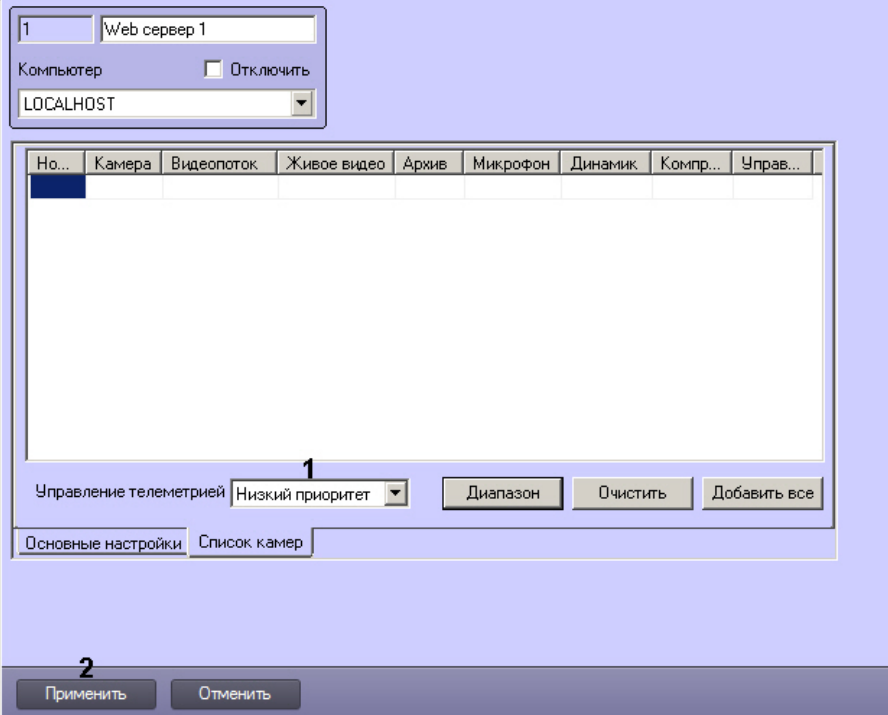 1 Web сервер 1
Компьютер Отключить
LOCALHOST
Но... Камера Видеопоток Живое видео Архив Микрофон Динамик Компр... Управ...
1
Управление телеметрией Низкий приоритет Диапазон Очистить Добавить все
Основные настройки Список камер
2
Применить Отменить